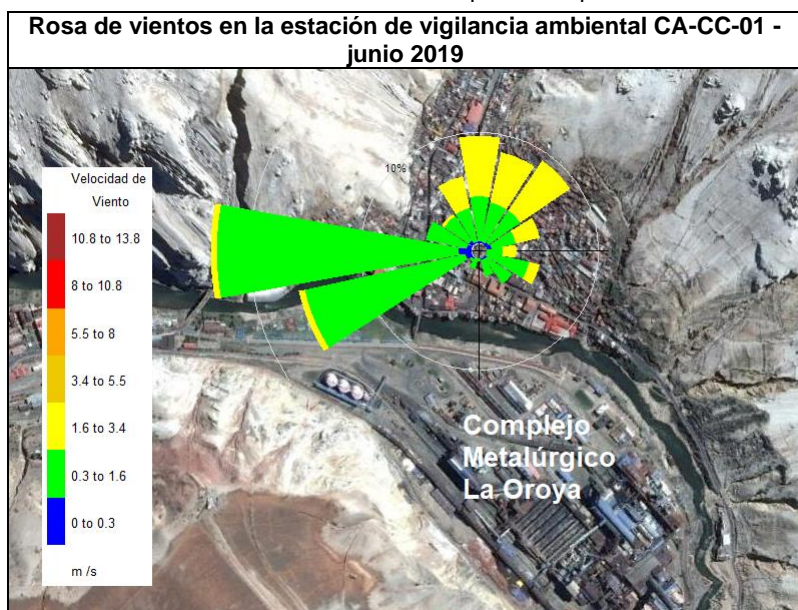 Rosa de vientos en la estación de vigilancia ambiental CA-CC-01 -
junio 2019
10%
Velocidad de
Viento
10.8 to 13.8
8 to 10.8
5.5 to 8
3.4 to 5.5
1.6 to 3.4
0.3 to 1.6
0 to 0.3
m /s
Complejo
Metalúrgico
La Oroya